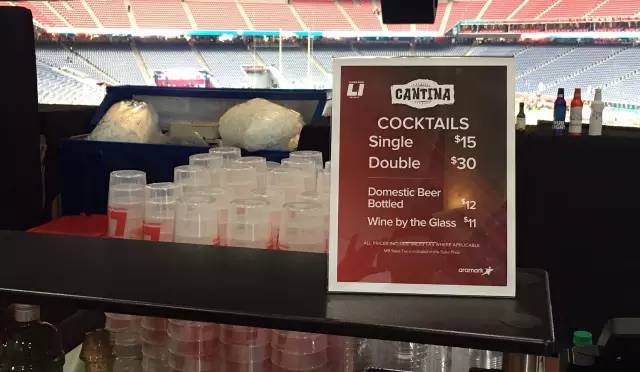 LI
CANTINA
COCKTAILS
Single $15
Double $30
Domestic Beer
Bottled $12
Wine by the Glass $11
ALL PRICES INCLUDE SALES TAX WHERE APPLICABLE
aramark